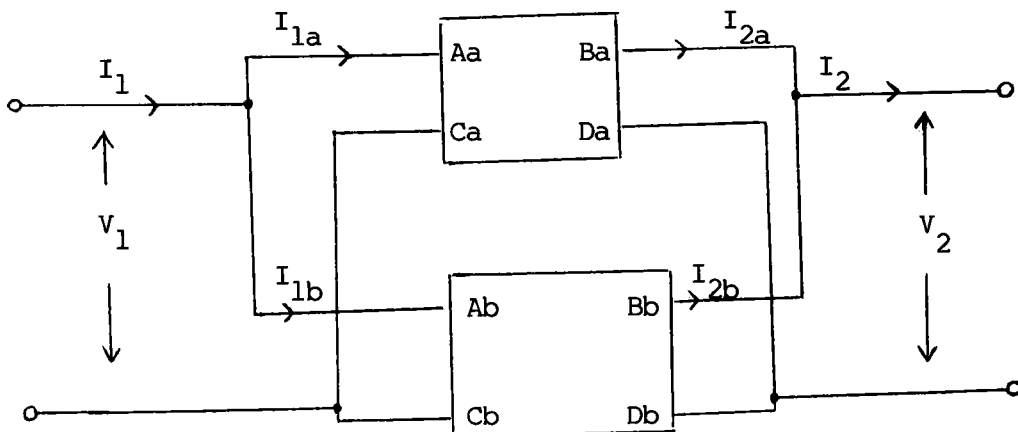 I1a
Aa Ba
I2a
I1
I2
Ca Da
V1
V2
I1b
Ab Bb
I2b
Cb Db